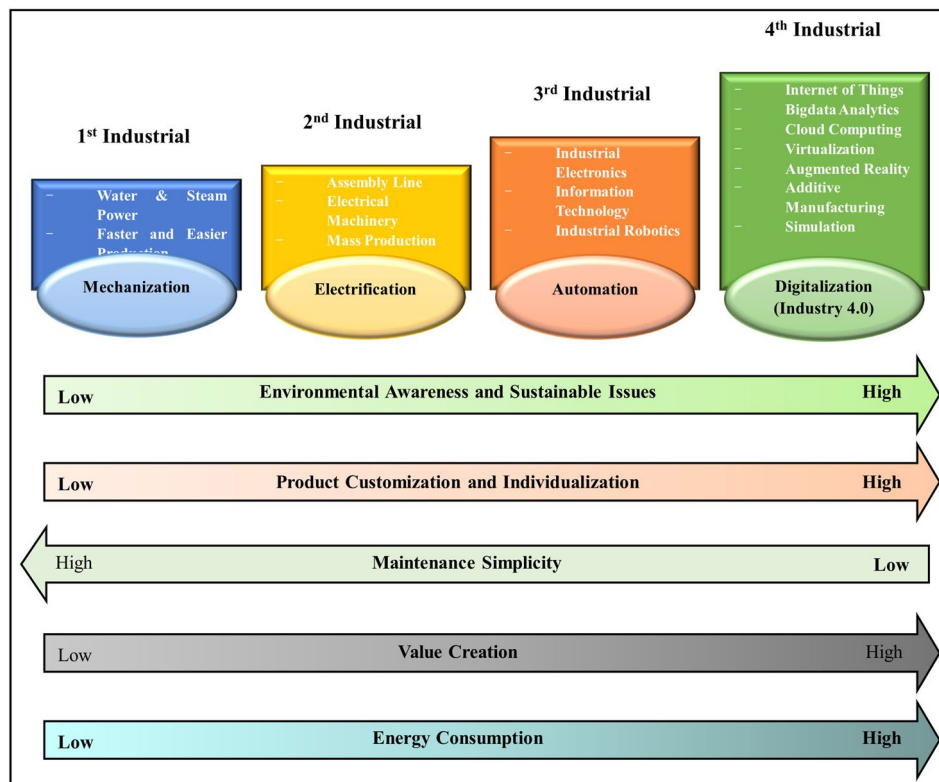 4th Industrial
3rd Industrial
2nd Industrial
1st Industrial
– Water & Steam
Power
– Faster and Easier
Production
Mechanization
– Assembly Line
– Electrical
Machinery
– Mass Production
Electrification
– Industrial
Electronics
– Information
Technology
– Industrial Robotics
Automation
– Internet of Things
– Bigdata Analytics
– Cloud Computing
– Virtualization
– Augmented Reality
– Additive
Manufacturing
– Simulation
Digitalization
(Industry 4.0)
Low Environmental Awareness and Sustainable Issues High
Low Product Customization and Individualization High
High Maintenance Simplicity Low
Low Value Creation High
Low Energy Consumption High